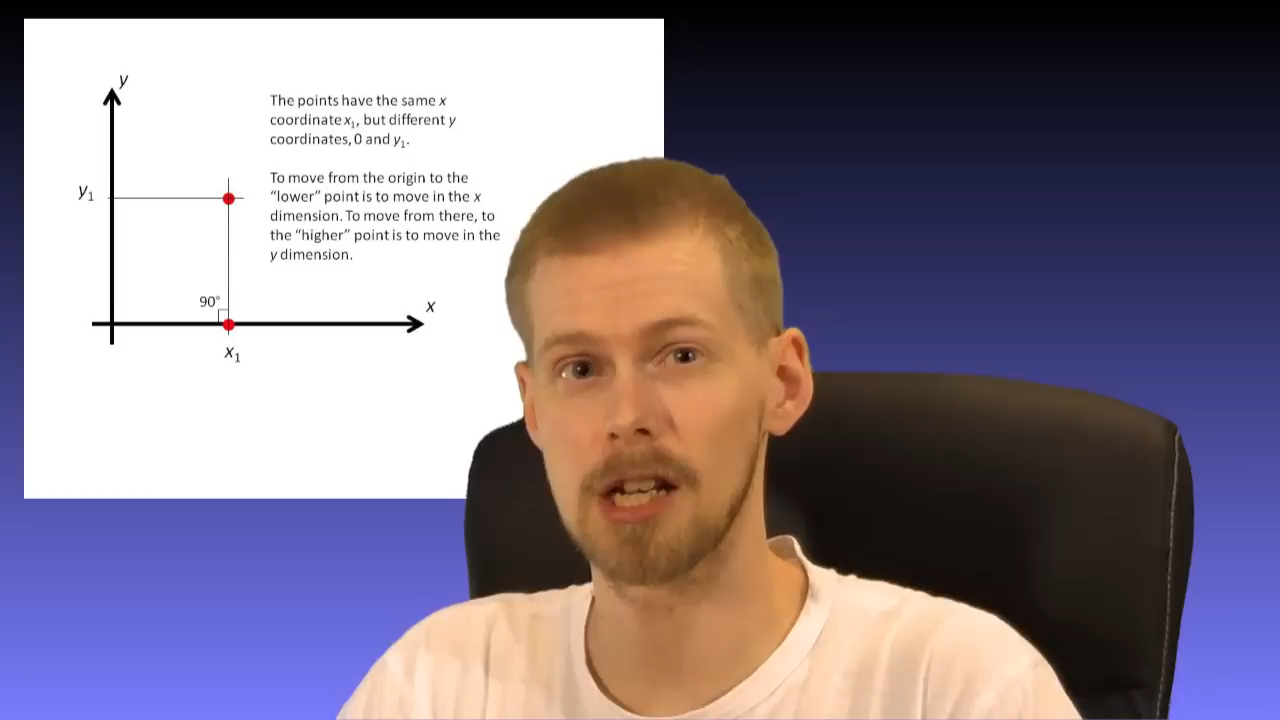 y
The points have the same x
coordinate x₁, but different y
coordinates, 0 and y₁.
To move from the origin to the
“lower” point is to move in the x
dimension. To move from there, to
the “higher” point is to move in the
y dimension.
y₁
90°
x
x₁